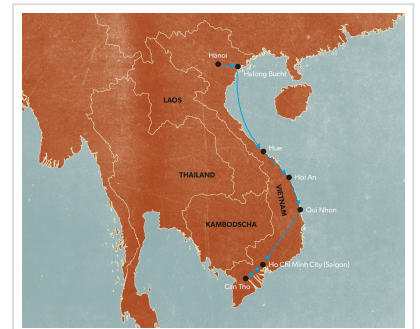 Hanoi
Halong Bucht
LAOS
Hue
THAILAND
Hoi An
VIETNAM
Qui Nhon
KAMBODSCHA
Ho Chi Minh City (Saigon)
Can Tho